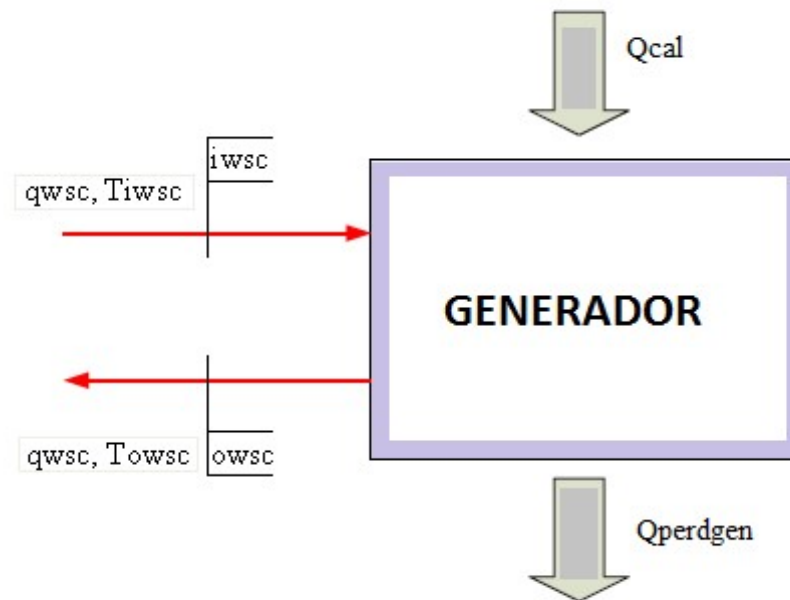 Qcal
iwsc
qwsc, Tiwsc
GENERADOR
qwsc, Towsc
owsc
Qperdgen